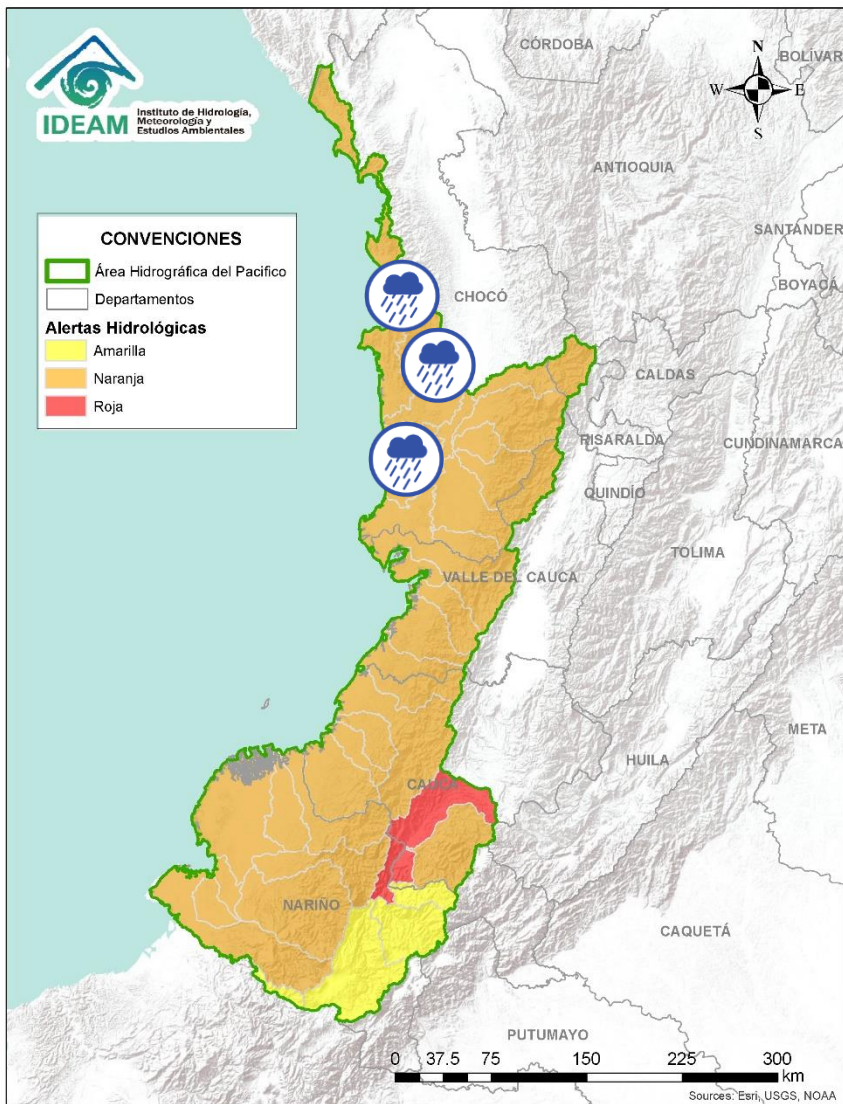 IDEAM
Instituto de Hidrología,
Meteorología y
Estudios Ambientales
N
W E
S
CÓRDOBA
BOLÍVAR
ANTIOQUIA
SANTANDER
BOYACÁ
CONVENCIONES
Área Hidrográfica del Pacifico
Departamentos
Alertas Hidrológicas
Amarilla
Naranja
Roja
CHOCÓ
CALDAS
RISARALDA
CUNDINAMARCA
QUINDÍO
TOLIMA
VALLE DEL CAUCA
META
HUILA
CAUCA
NARIÑO
CAQUETÁ
PUTUMAYO
0 37.5 75 150 225 300
km
Sources: Esri, USGS, NOAA